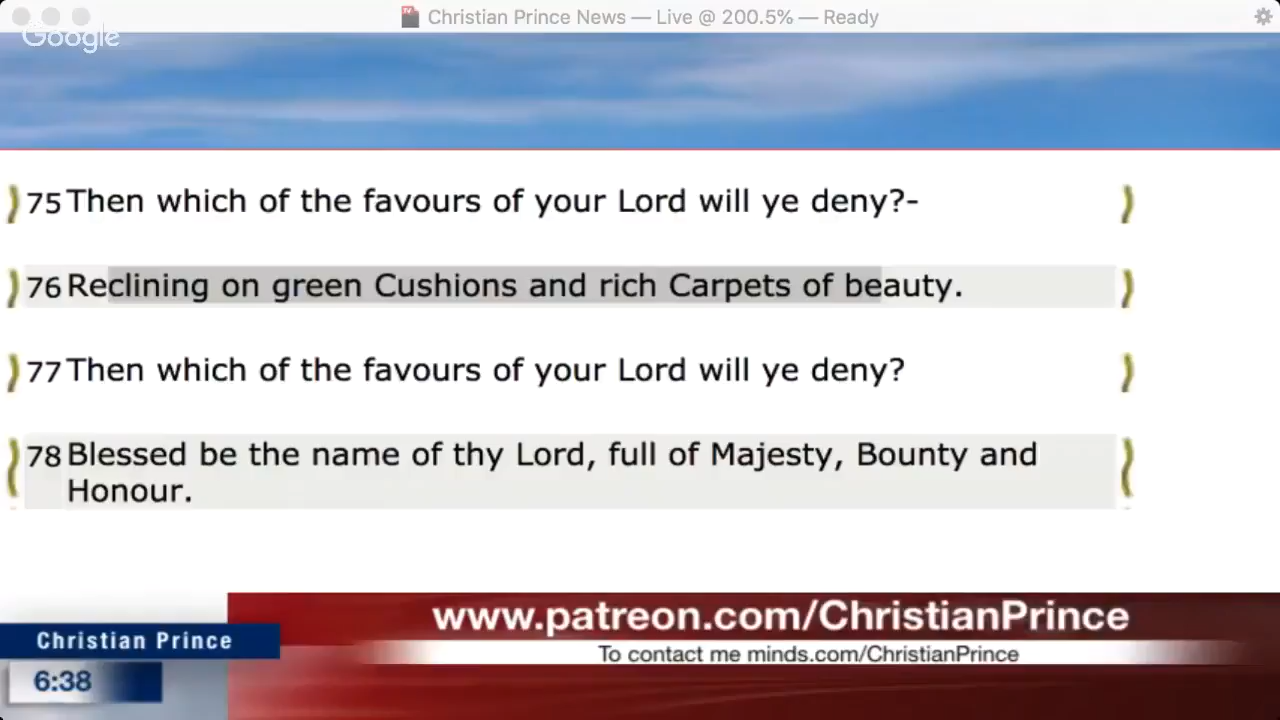 Christian Prince News — Live @ 200.5% — Ready
Google
75 Then which of the favours of your Lord will ye deny?-
76 Reclining on green Cushions and rich Carpets of beauty.
77 Then which of the favours of your Lord will ye deny?
78 Blessed be the name of thy Lord, full of Majesty, Bounty and
Honour.
www.patreon.com/ChristianPrince
Christian Prince
To contact me minds.com/ChristianPrince
6:38